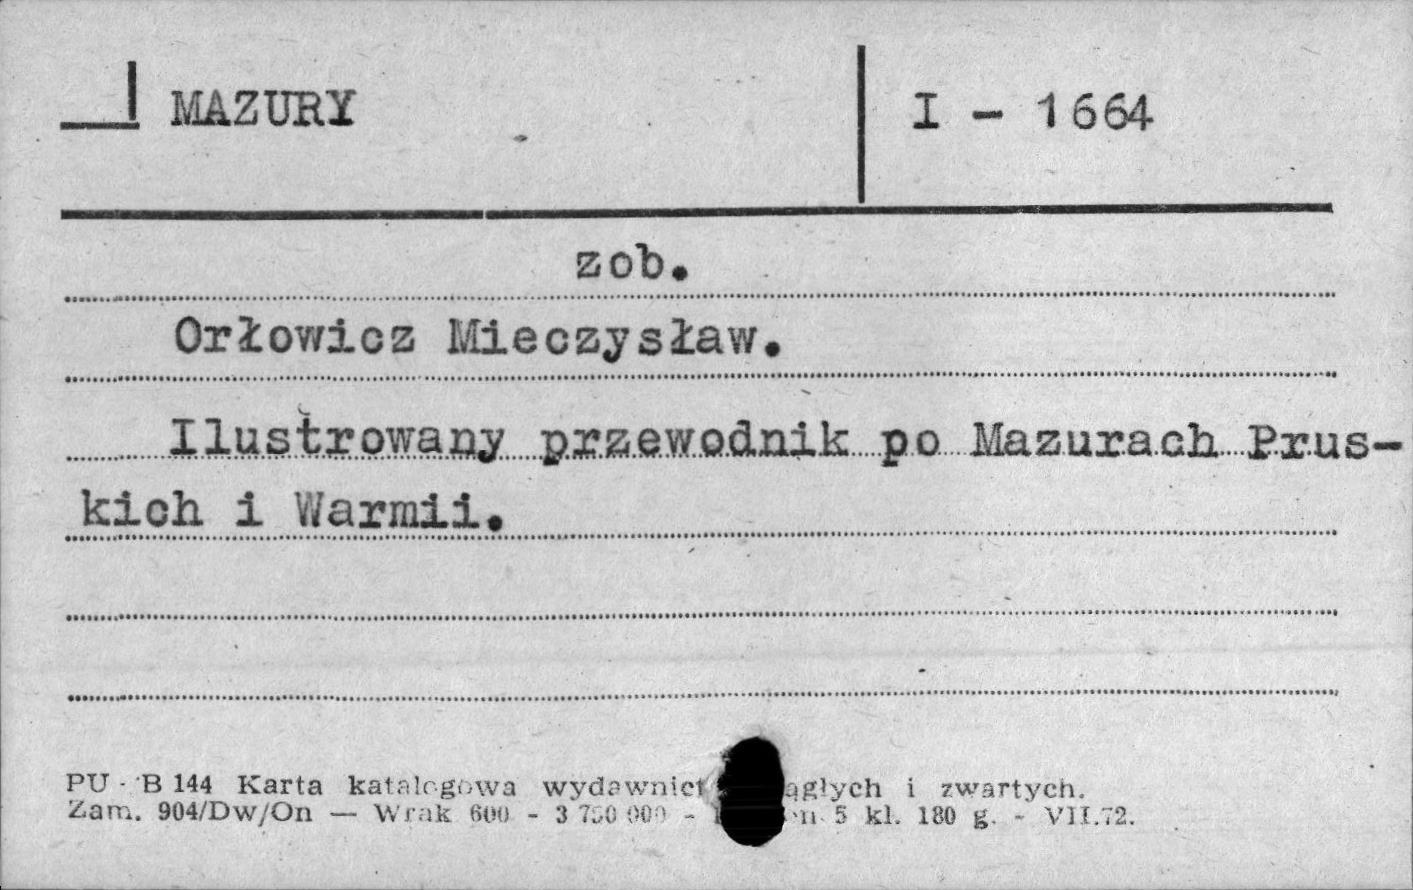 MAZURY
I - 1664
zob.
Orłowicz Mieczysław.
Ilustrowany przewodnik po Mazurach Prus-
kich i Warmii.
PU - B 144 Karta katalogowa wydawnict ągłych i zwartych.
Zam. 904/Dw/On — Wrak 600 - 3 750 000 - 5 kl. 180 g. - VII.72.